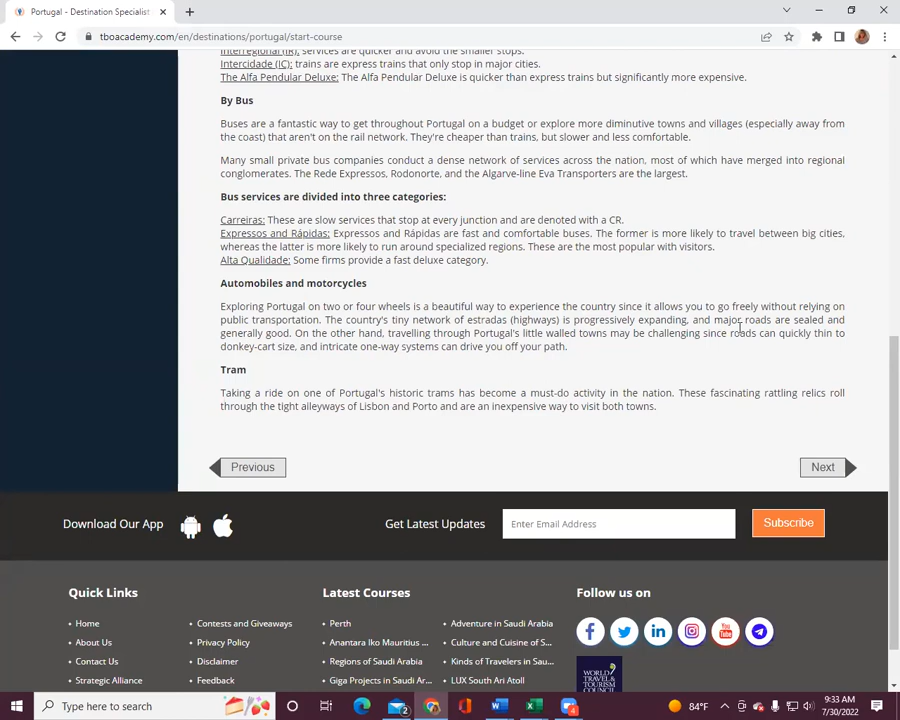 Portugal - Destination Specialist
tboacademy.com/en/destinations/portugal/start-course
Interregional (IR): services are quicker and avoid the smaller stops.
Intercidade (IC): trains are express trains that only stop in major cities.
The Alfa Pendular Deluxe: The Alfa Pendular Deluxe is quicker than express trains but significantly more expensive.
By Bus
Buses are a fantastic way to get throughout Portugal on a budget or explore more diminutive towns and villages (especially away from
the coast) that aren't on the rail network. They're cheaper than trains, but slower and less comfortable.
Many small private bus companies conduct a dense network of services across the nation, most of which have merged into regional
conglomerates. The Rede Expressos, Rodonorte, and the Algarve-line Eva Transporters are the largest.
Bus services are divided into three categories:
Carreiras: These are slow services that stop at every junction and are denoted with a CR.
Expressos and Rápidas: Expressos and Rápidas are fast and comfortable buses. The former is more likely to travel between big cities,
whereas the latter is more likely to run around specialized regions. These are the most popular with visitors.
Alta Qualidade: Some firms provide a fast deluxe category.
Automobiles and motorcycles
Exploring Portugal on two or four wheels is a beautiful way to experience the country since it allows you to go freely without relying on
public transportation. The country's tiny network of estradas (highways) is progressively expanding, and major roads are sealed and
generally good. On the other hand, travelling through Portugal's little walled towns may be challenging since roads can quickly thin to
donkey-cart size, and intricate one-way systems can drive you off your path.
Tram
Taking a ride on one of Portugal's historic trams has become a must-do activity in the nation. These fascinating rattling relics roll
through the tight alleyways of Lisbon and Porto and are an inexpensive way to visit both towns.
Previous
Next
Download Our App
Get Latest Updates
Enter Email Address
Subscribe
Quick Links
Latest Courses
Follow us on
Home
Contests and Giveaways
Perth
Adventure in Saudi Arabia
About Us
Privacy Policy
Anantara Iko Mauritius ...
Culture and Cuisine of S...
Contact Us
Disclaimer
Regions of Saudi Arabia
Kinds of Travelers in Sau...
Strategic Alliance
Feedback
Giga Projects in Saudi Ar...
LUX South Ari Atoll
WORLD
TRAVEL &
TOURISM
COUNCIL
Type here to search
84°F
9:33 AM
7/30/2022